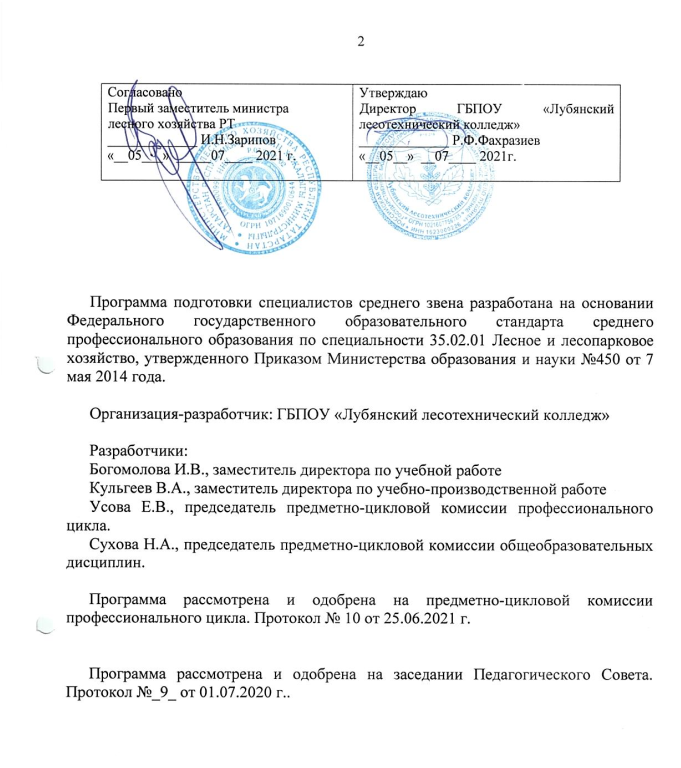 2
Согласовано
Первый заместитель министра
лесного хозяйства РТ
____________ И.Н.Зарипов
«__05__» ____07____ 2021 г.
Утверждаю
Директор ГБПОУ «Лубянский
лесотехнический колледж»
____________ Р.Ф.Фахразиев
«__05__» __07____ 2021г.
Программа подготовки специалистов среднего звена разработана на основании
Федерального государственного образовательного стандарта среднего
профессионального образования по специальности 35.02.01 Лесное и лесопарковое
хозяйство, утвержденного Приказом Министерства образования и науки №450 от 7
мая 2014 года.
Организация-разработчик: ГБПОУ «Лубянский лесотехнический колледж»
Разработчики:
Богомолова И.В., заместитель директора по учебной работе
Кульгеев В.А., заместитель директора по учебно-производственной работе
Усова Е.В., председатель предметно-цикловой комиссии профессионального
цикла.
Сухова Н.А., председатель предметно-цикловой комиссии общеобразовательных
дисциплин.
Программа рассмотрена и одобрена на предметно-цикловой комиссии
профессионального цикла. Протокол № 10 от 25.06.2021 г.
Программа рассмотрена и одобрена на заседании Педагогического Совета.
Протокол №_9_ от 01.07.2020 г..